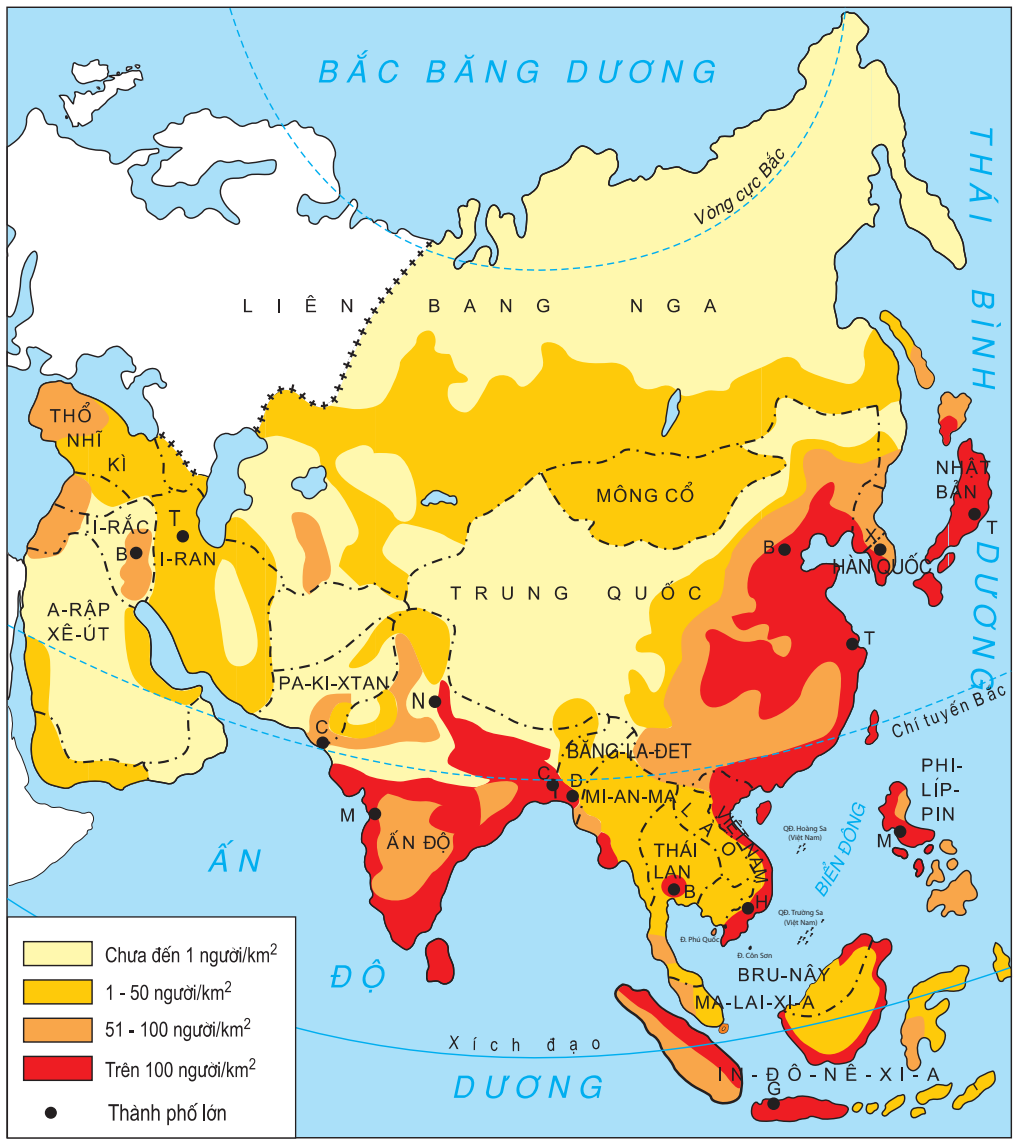 BẮC BĂNG DƯƠNG
THÁI BÌNH DƯƠNG
Vòng cực Bắc
LIÊN BANG NGA
THỔ
NHĨ
KÌ
MÔNG CỔ
NHẬT
BẢN
T
I-RẮC
B
T
I-RAN
B
X.
HÀN QUỐC
TRUNG QUỐC
A-RẬP
XÊ-ÚT
T
PA-KI-XTAN
N
C
Chí tuyến Bắc
BĂNG-LA-ĐET
C
Đ.
MI-AN-MA
PHI-
LÍP-
PIN
M
M
ẤN ĐỘ
LÀO
VIỆT NAM
THÁI
LAN
B
H
QĐ. Hoàng Sa
(Việt Nam)
BIỂN ĐÔNG
QĐ. Trường Sa
(Việt Nam)
Đ. Phú Quốc
Đ. Côn Sơn
BRU-NÂY
MA-LAI-XI-A
ẤN
ĐỘ
DƯƠNG
Xích đạo
IN-ĐÔ-NÊ-XI-A
G
Chưa đến 1 người/km²
1 - 50 người/km²
51 - 100 người/km²
Trên 100 người/km²
Thành phố lớn